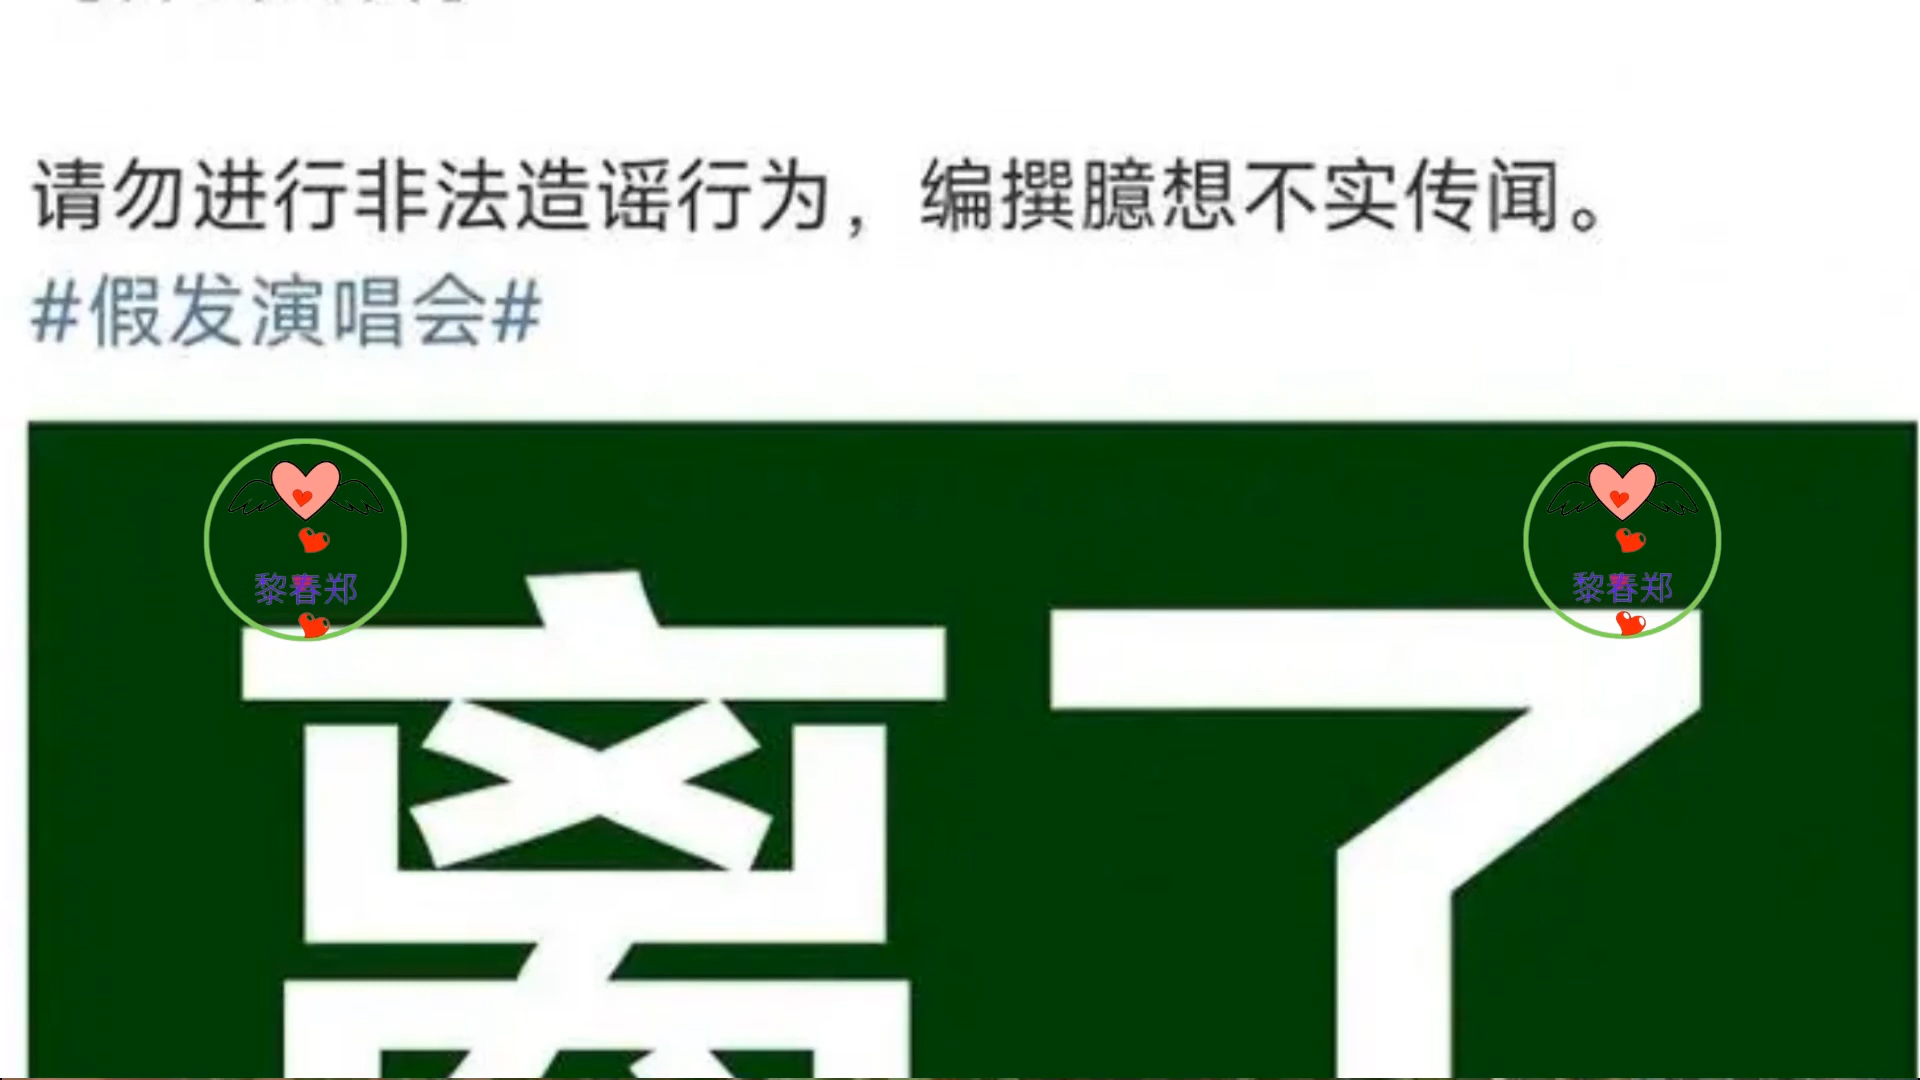 请勿进行非法造谣行为，编撰臆想不实传闻。
#假发演唱会#
黎春郑
黎春郑
离了